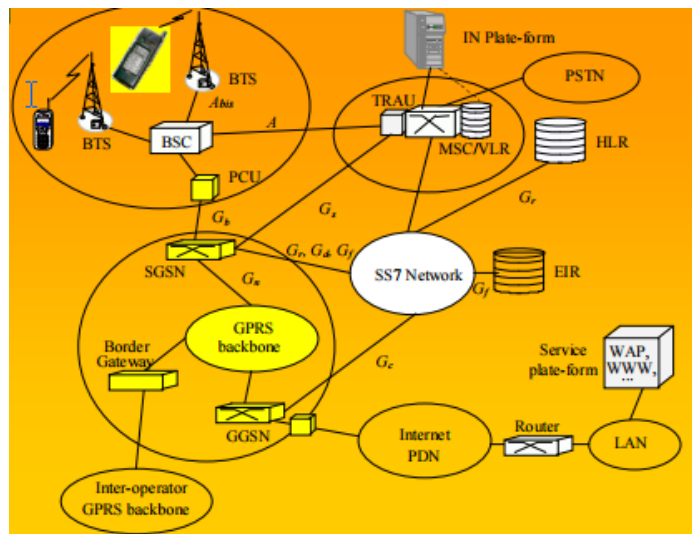 IN Plate-form
BTS
PSTN
Abis
TRAU
A
BTS
BSC
MSC/VLR
HLR
PCU
Gb
Gs
Gr
Gr, Gd, Gf
SGSN
SS7 Network
EIR
Gn
Gf
GPRS
backbone
Border
Gateway
Gc
Service
plate-form
WAP,
WWW,
...
GGSN
Internet
PDN
Router
LAN
Inter-operator
GPRS backbone